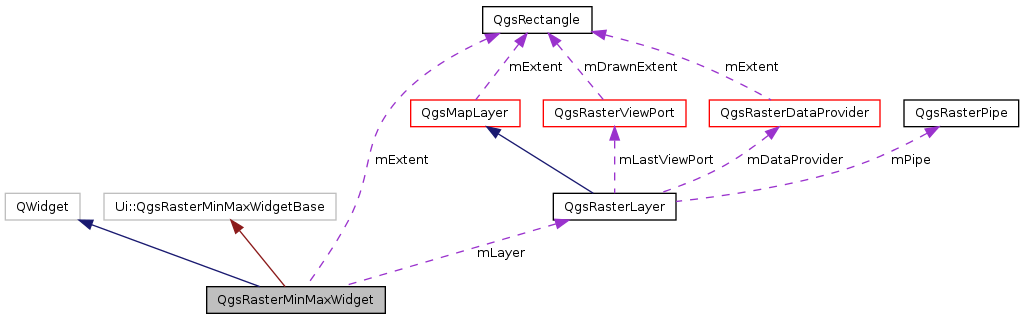 QgsRectangle
mExtent
mDrawnExtent
mExtent
QgsMapLayer
QgsRasterViewPort
QgsRasterDataProvider
QgsRasterPipe
mExtent
mLastViewPort
mDataProvider
mPipe
QWidget
Ui::QgsRasterMinMaxWidgetBase
QgsRasterLayer
mLayer
QgsRasterMinMaxWidget